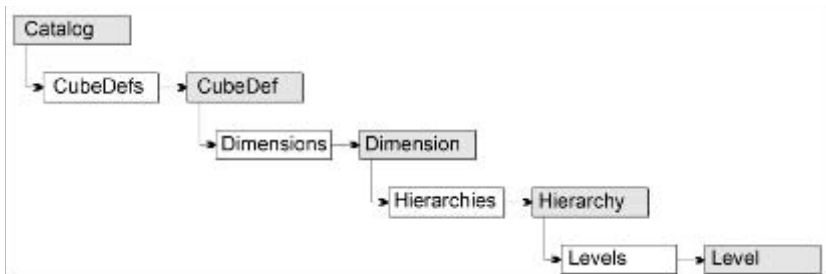 Catalog
CubeDefs CubeDef
Dimensions Dimension
Hierarchies Hierarchy
Levels Level